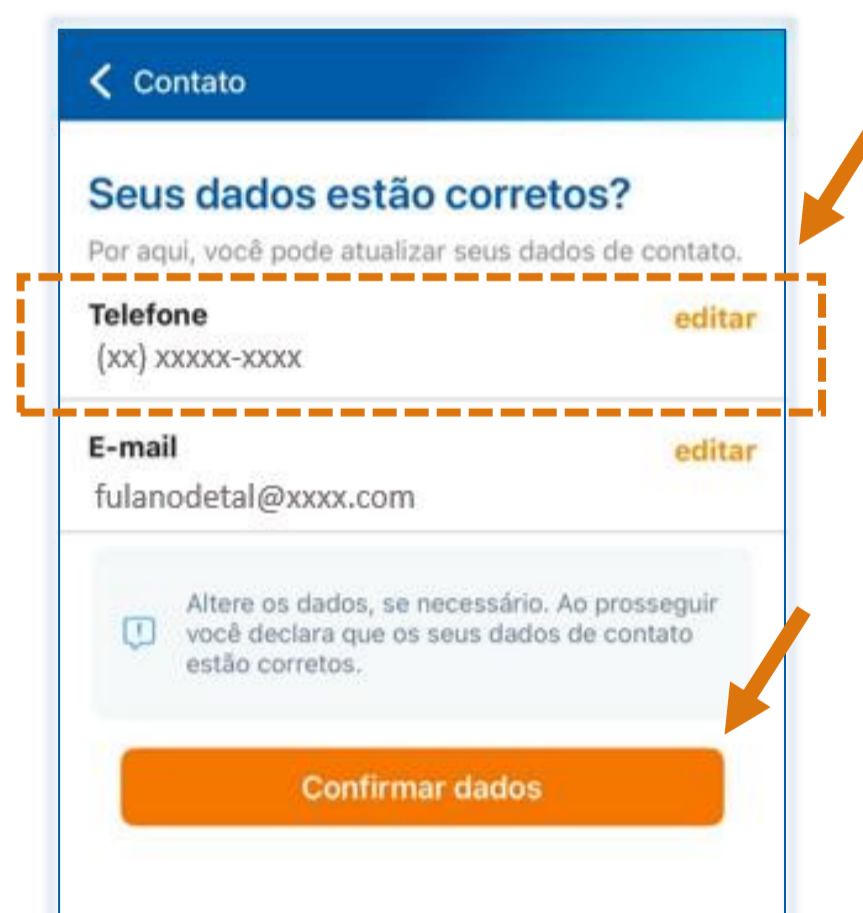 Contato
Seus dados estão corretos?
Por aqui, você pode atualizar seus dados de contato.
Telefone
editar
(xx) xxxxx-xxxx
E-mail
editar
fulanodetal@xxxx.com
Altere os dados, se necessário. Ao prosseguir
você declara que os seus dados de contato
estão corretos.
Confirmar dados